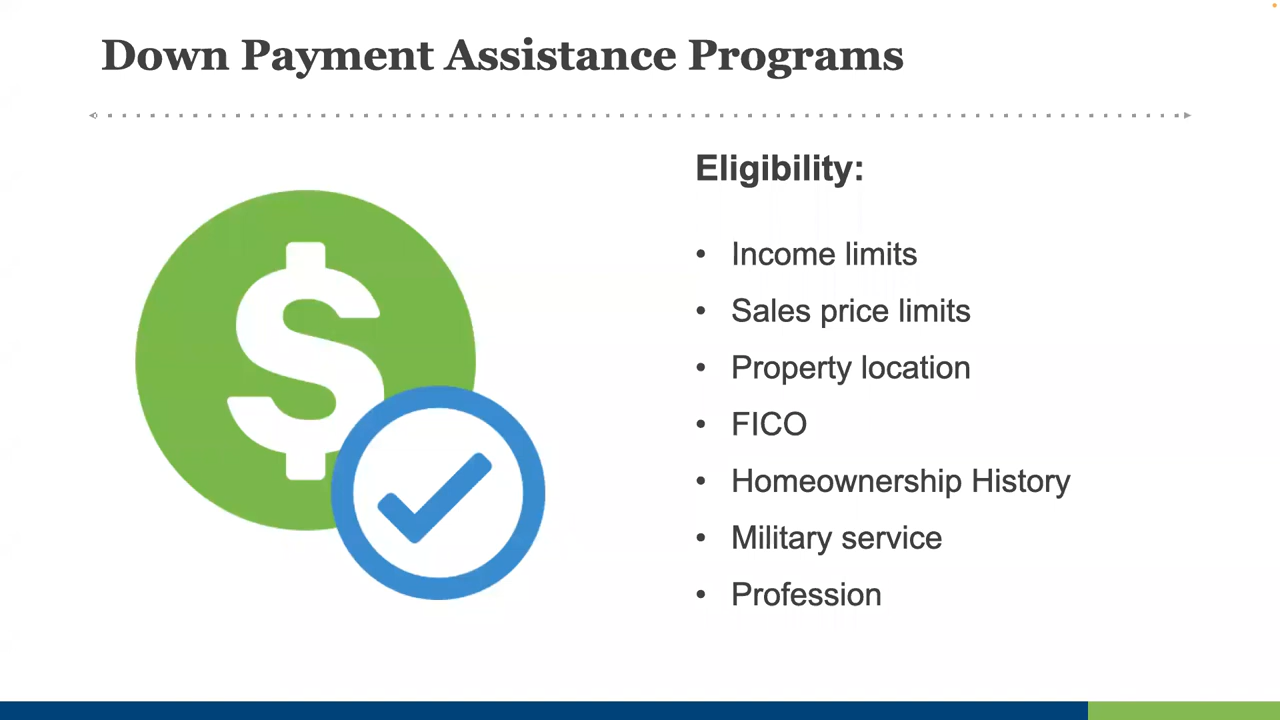 Down Payment Assistance Programs
Eligibility:
• Income limits
• Sales price limits
• Property location
• FICO
• Homeownership History
• Military service
• Profession